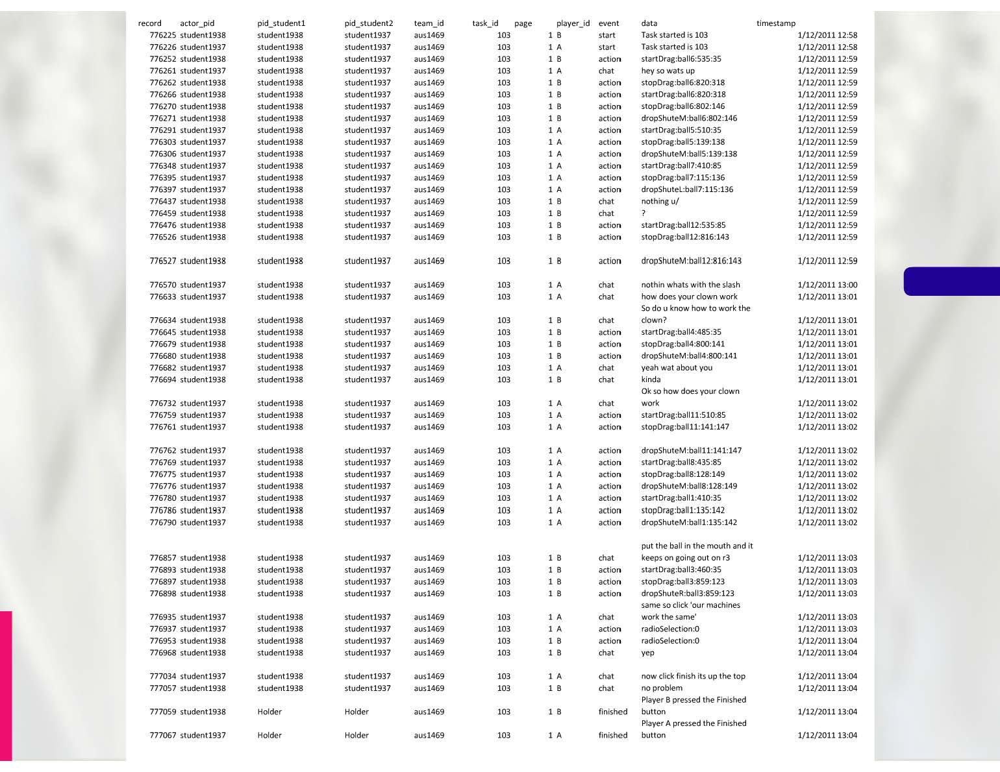 record actor_pid pid_student1 pid_student2 team_id task_id page player_id event data timestamp
776225 student1938 student1938 student1937 aus1469 103 1 B start Task started is 103 1/12/2011 12:58
776226 student1937 student1938 student1937 aus1469 103 1 A start Task started is 103 1/12/2011 12:58
776252 student1938 student1938 student1937 aus1469 103 1 B action startDrag:ball6:535:35 1/12/2011 12:59
776261 student1937 student1938 student1937 aus1469 103 1 A chat hey so wats up 1/12/2011 12:59
776262 student1938 student1938 student1937 aus1469 103 1 B action stopDrag:ball6:820:318 1/12/2011 12:59
776266 student1938 student1938 student1937 aus1469 103 1 B action startDrag:ball6:820:318 1/12/2011 12:59
776270 student1938 student1938 student1937 aus1469 103 1 B action stopDrag:ball6:802:146 1/12/2011 12:59
776271 student1938 student1938 student1937 aus1469 103 1 B action dropShuteM:ball6:802:146 1/12/2011 12:59
776291 student1937 student1938 student1937 aus1469 103 1 A action startDrag:ball5:510:35 1/12/2011 12:59
776303 student1937 student1938 student1937 aus1469 103 1 A action stopDrag:ball5:139:138 1/12/2011 12:59
776306 student1937 student1938 student1937 aus1469 103 1 A action dropShuteM:ball5:139:138 1/12/2011 12:59
776348 student1937 student1938 student1937 aus1469 103 1 A action startDrag:ball7:410:85 1/12/2011 12:59
776395 student1937 student1938 student1937 aus1469 103 1 A action stopDrag:ball7:115:136 1/12/2011 12:59
776397 student1937 student1938 student1937 aus1469 103 1 A action dropShuteL:ball7:115:136 1/12/2011 12:59
776437 student1938 student1938 student1937 aus1469 103 1 B chat nothing u/ 1/12/2011 12:59
776459 student1938 student1938 student1937 aus1469 103 1 B chat ? 1/12/2011 12:59
776476 student1938 student1938 student1937 aus1469 103 1 B action startDrag:ball12:535:85 1/12/2011 12:59
776526 student1938 student1938 student1937 aus1469 103 1 B action stopDrag:ball12:816:143 1/12/2011 12:59
776527 student1938 student1938 student1937 aus1469 103 1 B action dropShuteM:ball12:816:143 1/12/2011 12:59
776570 student1937 student1938 student1937 aus1469 103 1 A chat nothin whats with the slash 1/12/2011 13:00
776633 student1937 student1938 student1937 aus1469 103 1 A chat how does your clown work 1/12/2011 13:01
So do u know how to work the
776634 student1938 student1938 student1937 aus1469 103 1 B chat clown? 1/12/2011 13:01
776645 student1938 student1938 student1937 aus1469 103 1 B action startDrag:ball4:485:35 1/12/2011 13:01
776679 student1938 student1938 student1937 aus1469 103 1 B action stopDrag:ball4:800:141 1/12/2011 13:01
776680 student1938 student1938 student1937 aus1469 103 1 B action dropShuteM:ball4:800:141 1/12/2011 13:01
776682 student1937 student1938 student1937 aus1469 103 1 A chat yeah wat about you 1/12/2011 13:01
776694 student1938 student1938 student1937 aus1469 103 1 B chat kinda 1/12/2011 13:01
Ok so how does your clown
776732 student1937 student1938 student1937 aus1469 103 1 A chat work 1/12/2011 13:02
776759 student1937 student1938 student1937 aus1469 103 1 A action startDrag:ball11:510:85 1/12/2011 13:02
776761 student1937 student1938 student1937 aus1469 103 1 A action stopDrag:ball11:141:147 1/12/2011 13:02
776762 student1937 student1938 student1937 aus1469 103 1 A action dropShuteM:ball11:141:147 1/12/2011 13:02
776769 student1937 student1938 student1937 aus1469 103 1 A action startDrag:ball8:435:85 1/12/2011 13:02
776775 student1937 student1938 student1937 aus1469 103 1 A action stopDrag:ball8:128:149 1/12/2011 13:02
776776 student1937 student1938 student1937 aus1469 103 1 A action dropShuteM:ball8:128:149 1/12/2011 13:02
776780 student1937 student1938 student1937 aus1469 103 1 A action startDrag:ball1:410:35 1/12/2011 13:02
776786 student1937 student1938 student1937 aus1469 103 1 A action stopDrag:ball1:135:142 1/12/2011 13:02
776790 student1937 student1938 student1937 aus1469 103 1 A action dropShuteM:ball1:135:142 1/12/2011 13:02
put the ball in the mouth and it
776857 student1938 student1938 student1937 aus1469 103 1 B chat keeps on going out on r3 1/12/2011 13:03
776893 student1938 student1938 student1937 aus1469 103 1 B action startDrag:ball3:460:35 1/12/2011 13:03
776897 student1938 student1938 student1937 aus1469 103 1 B action stopDrag:ball3:859:123 1/12/2011 13:03
776898 student1938 student1938 student1937 aus1469 103 1 B action dropShuteR:ball3:859:123 1/12/2011 13:03
same so click 'our machines
776935 student1937 student1938 student1937 aus1469 103 1 A chat work the same' 1/12/2011 13:03
776937 student1937 student1938 student1937 aus1469 103 1 A action radioSelection:0 1/12/2011 13:03
776953 student1938 student1938 student1937 aus1469 103 1 B action radioSelection:0 1/12/2011 13:04
776968 student1938 student1938 student1937 aus1469 103 1 B chat yep 1/12/2011 13:04
777034 student1937 student1938 student1937 aus1469 103 1 A chat now click finish its up the top 1/12/2011 13:04
777057 student1938 student1938 student1937 aus1469 103 1 B chat no problem 1/12/2011 13:04
Player B pressed the Finished
777059 student1938 Holder Holder aus1469 103 1 B finished button 1/12/2011 13:04
Player A pressed the Finished
777067 student1937 Holder Holder aus1469 103 1 A finished button 1/12/2011 13:04